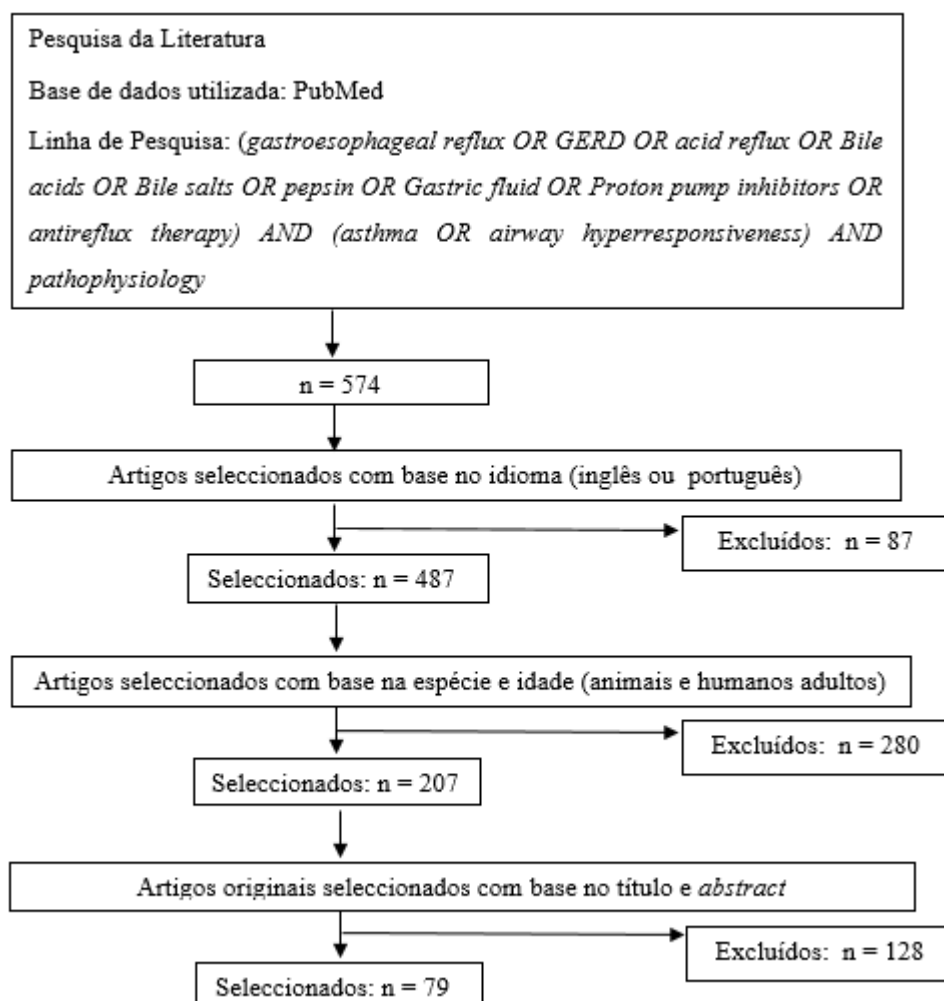 Pesquisa da Literatura
Base de dados utilizada: PubMed
Linha de Pesquisa: (gastroesophageal reflux OR GERD OR acid reflux OR Bile
acids OR Bile salts OR pepsin OR Gastric fluid OR Proton pump inhibitors OR
antireflux therapy) AND (asthma OR airway hyperresponsiveness) AND
pathophysiology
n = 574
Artigos seleccionados com base no idioma (inglês ou português)
Excluídos: n = 87
Seleccionados: n = 487
Artigos seleccionados com base na espécie e idade (animais e humanos adultos)
Excluídos: n = 280
Seleccionados: n = 207
Artigos originais seleccionados com base no título e abstract
Excluídos: n = 128
Seleccionados: n = 79